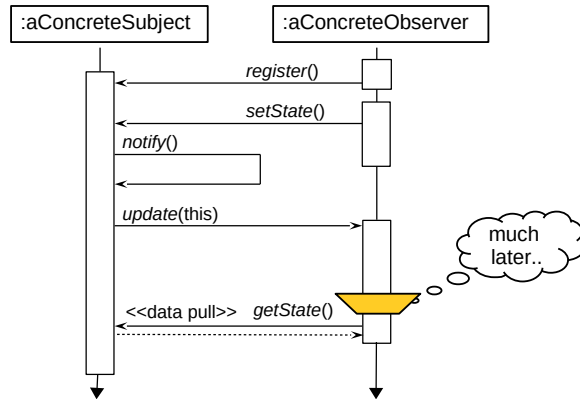 :aConcreteSubject
:aConcreteObserver
register()
setState()
notify()
update(this)
much
later..
<<data pull>> getState()